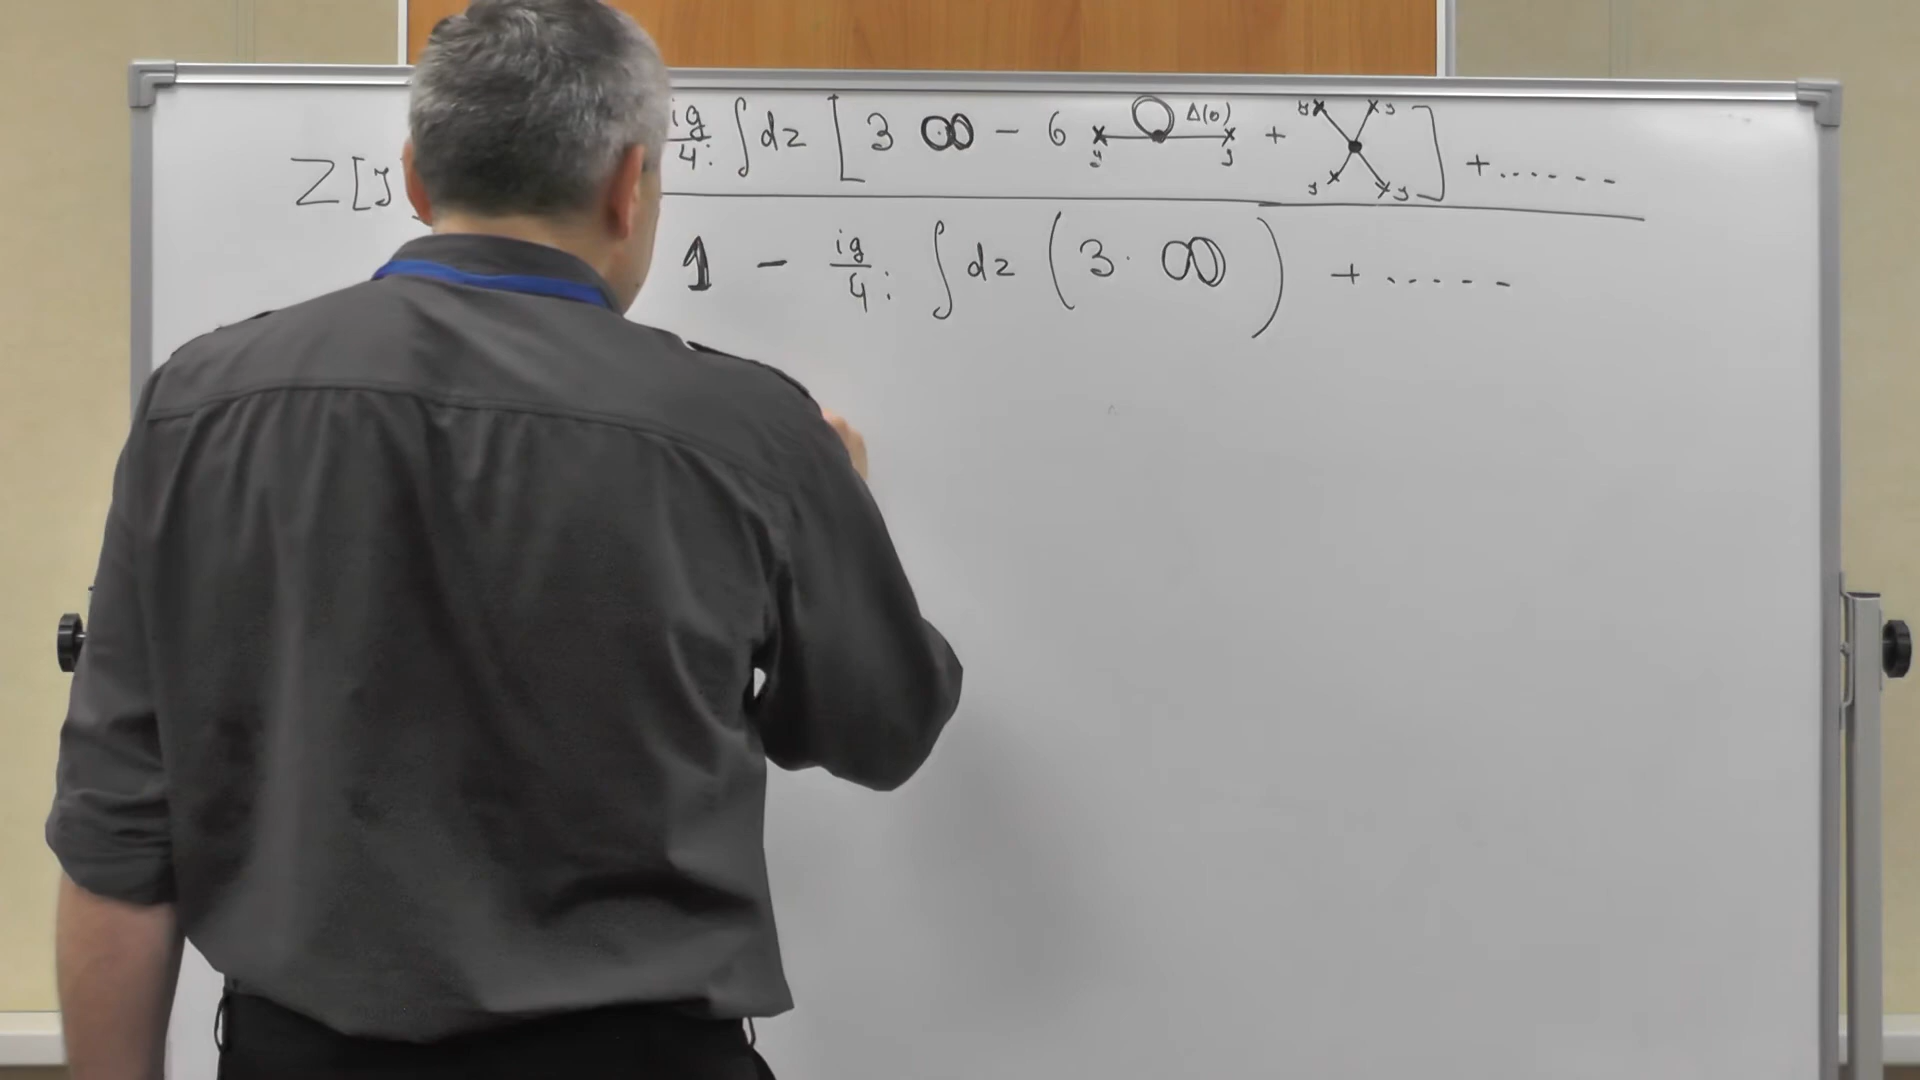 Z[J] ig/4! ∫dz [ 3 - 6 y Δ(0) y + y y y y ] + ......
1 - ig/4! ∫dz ( 3 · ) + .....